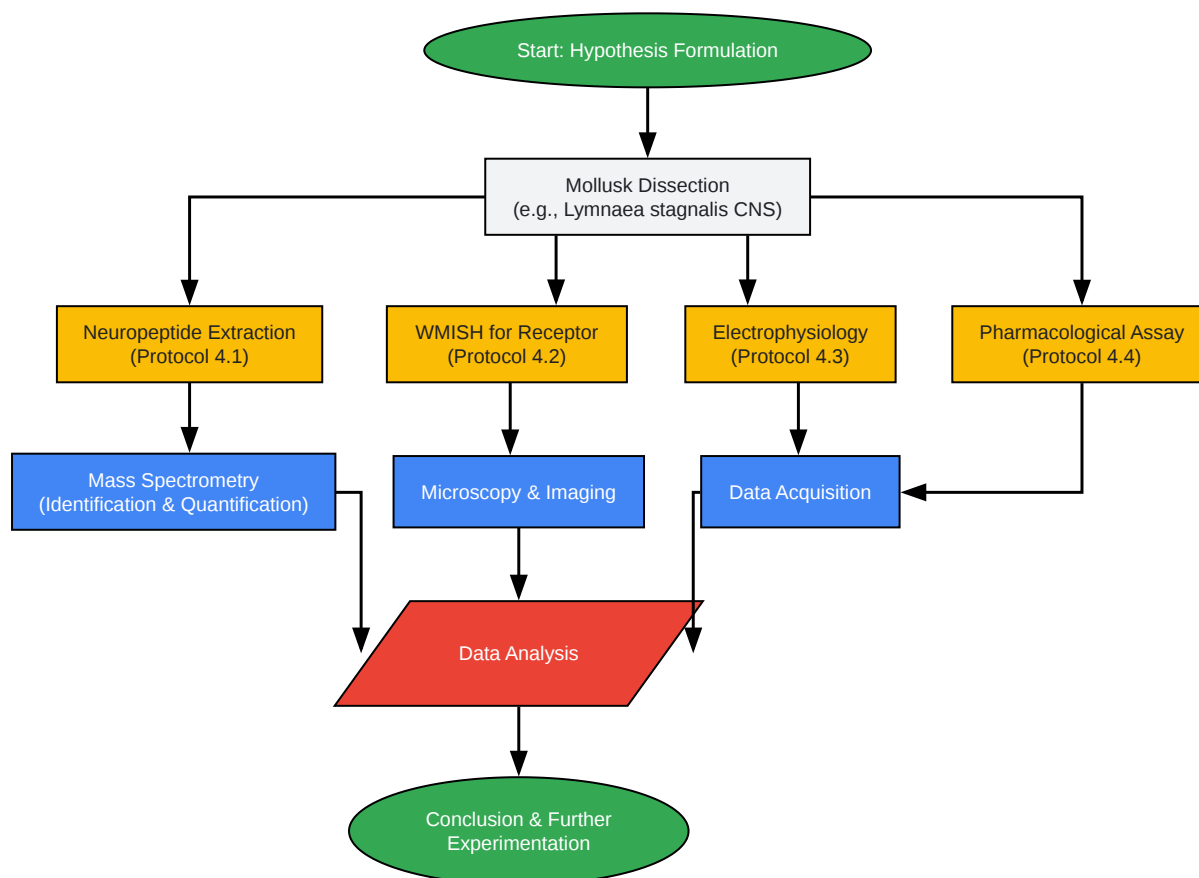 Start: Hypothesis Formulation
Mollusk Dissection
(e.g., Lymnaea stagnalis CNS)
Neuropeptide Extraction
(Protocol 4.1)
WMISH for Receptor
(Protocol 4.2)
Electrophysiology
(Protocol 4.3)
Pharmacological Assay
(Protocol 4.4)
Mass Spectrometry
(Identification & Quantification)
Microscopy & Imaging
Data Acquisition
Data Analysis
Conclusion & Further
Experimentation